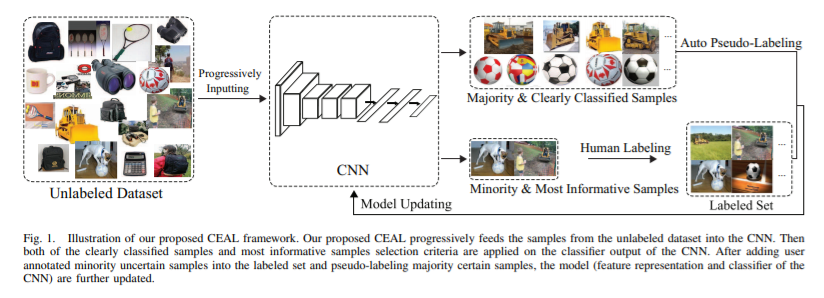 Unlabeled Dataset
Progressively
Inputting
CNN
Majority & Clearly Classified Samples
Auto Pseudo-Labeling
Minority & Most Informative Samples
Human Labeling
Labeled Set
Model Updating
Fig. 1. Illustration of our proposed CEAL framework. Our proposed CEAL progressively feeds the samples from the unlabeled dataset into the CNN. Then
both of the clearly classified samples and most informative samples selection criteria are applied on the classifier output of the CNN. After adding user
annotated minority uncertain samples into the labeled set and pseudo-labeling majority certain samples, the model (feature representation and classifier of the
CNN) are further updated.